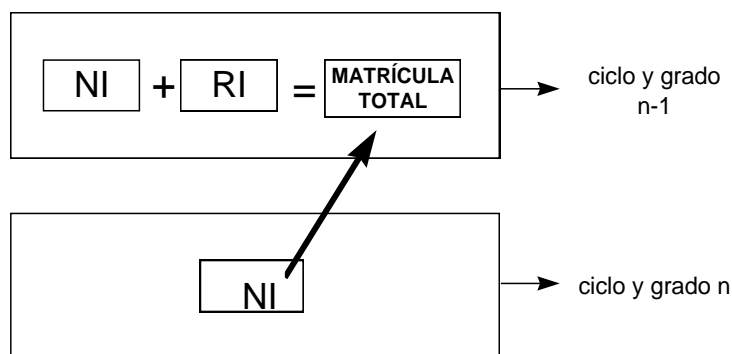 NI + RI = MATRÍCULA
TOTAL
ciclo y grado
n-1
NI
ciclo y grado n